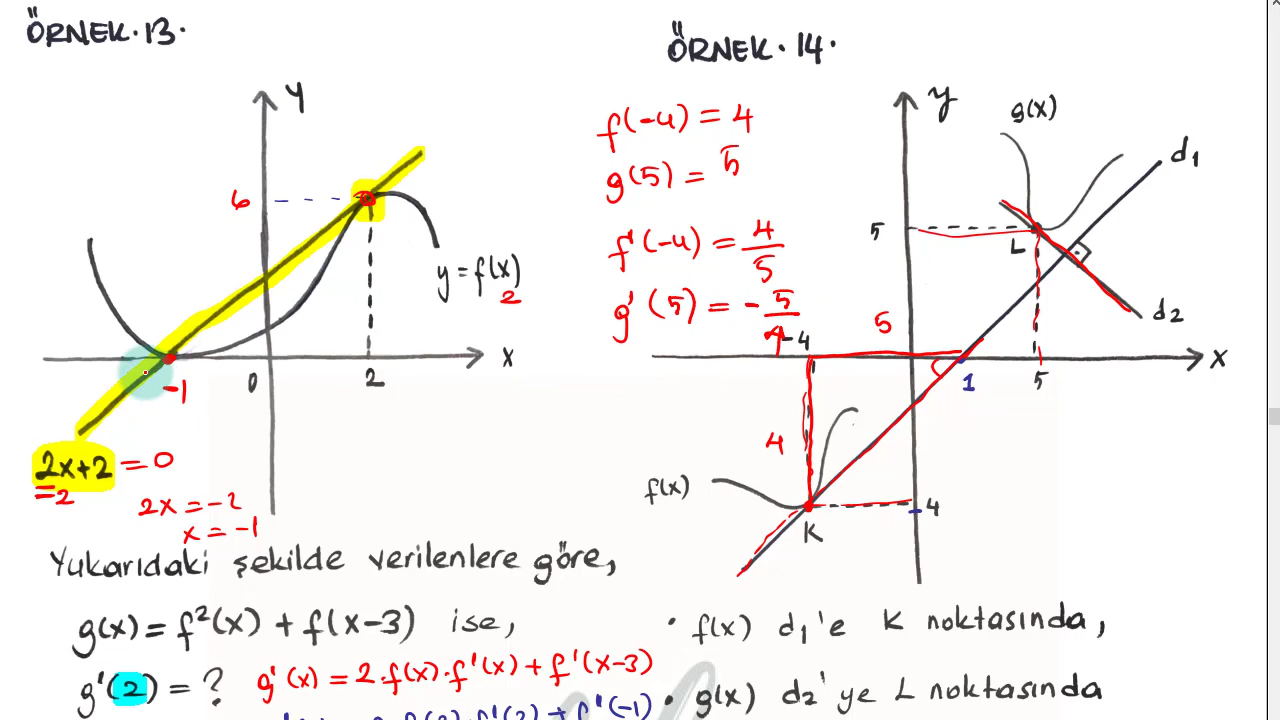 ÖRNEK·13·
y
6
y = f(x)
2
x
-1
0
2
2x+2 = 0
= 2
2x = -2
x = -1
Yukarıdaki şekilde verilenlere göre,
g(x) = f²(x) + f(x-3) ise,
g'(2) = ?
g'(x) = 2·f(x)·f'(x) + f'(x-3)
ÖRNEK·14·
f(-4) = 4
g(5) = 5
f'(-4) = 4/5
g'(5) = -5/4
y
g(x)
d₁
5
L
d₂
5
-4
1
5
x
4
f(x)
K
-4
· f(x) d₁'e K noktasında,
· g(x) d₂'ye L noktasında